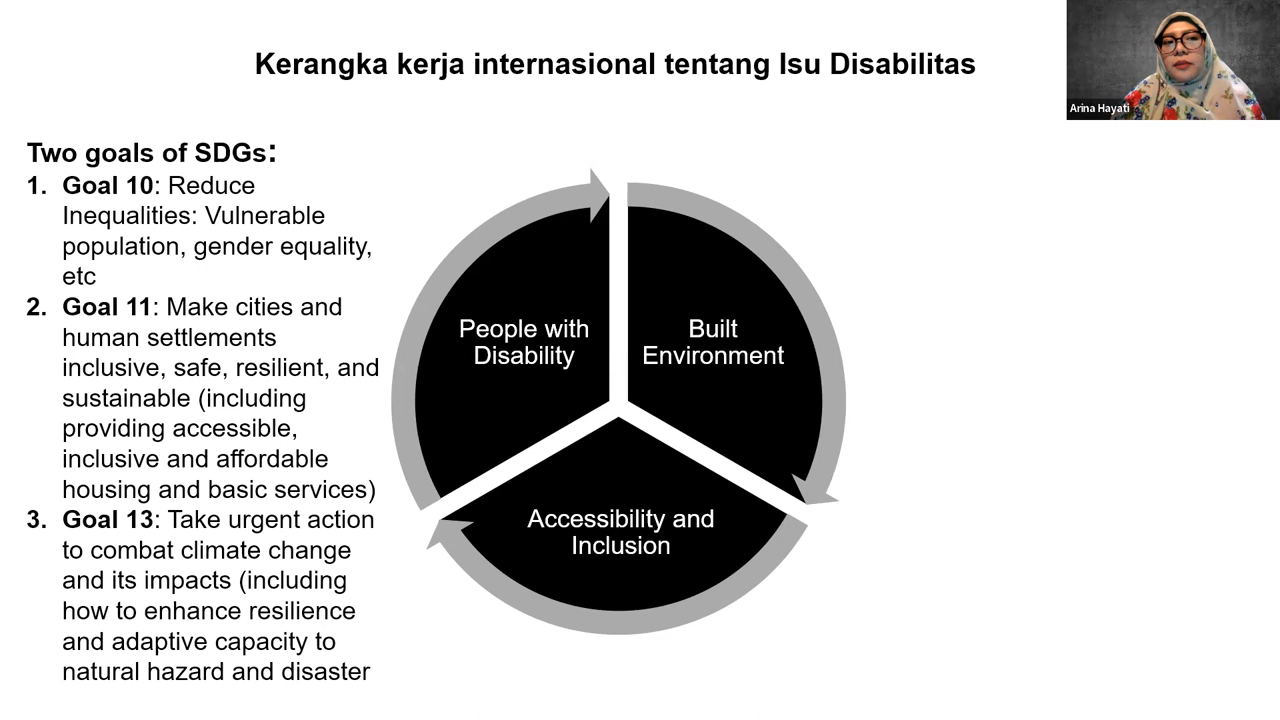 Kerangka kerja internasional tentang Isu Disabilitas
Arina Hayati
Two goals of SDGs:
1. Goal 10: Reduce
Inequalities: Vulnerable
population, gender equality,
etc
2. Goal 11: Make cities and
human settlements
inclusive, safe, resilient, and
sustainable (including
providing accessible,
inclusive and affordable
housing and basic services)
3. Goal 13: Take urgent action
to combat climate change
and its impacts (including
how to enhance resilience
and adaptive capacity to
natural hazard and disaster
People with
Disability
Built
Environment
Accessibility and
Inclusion